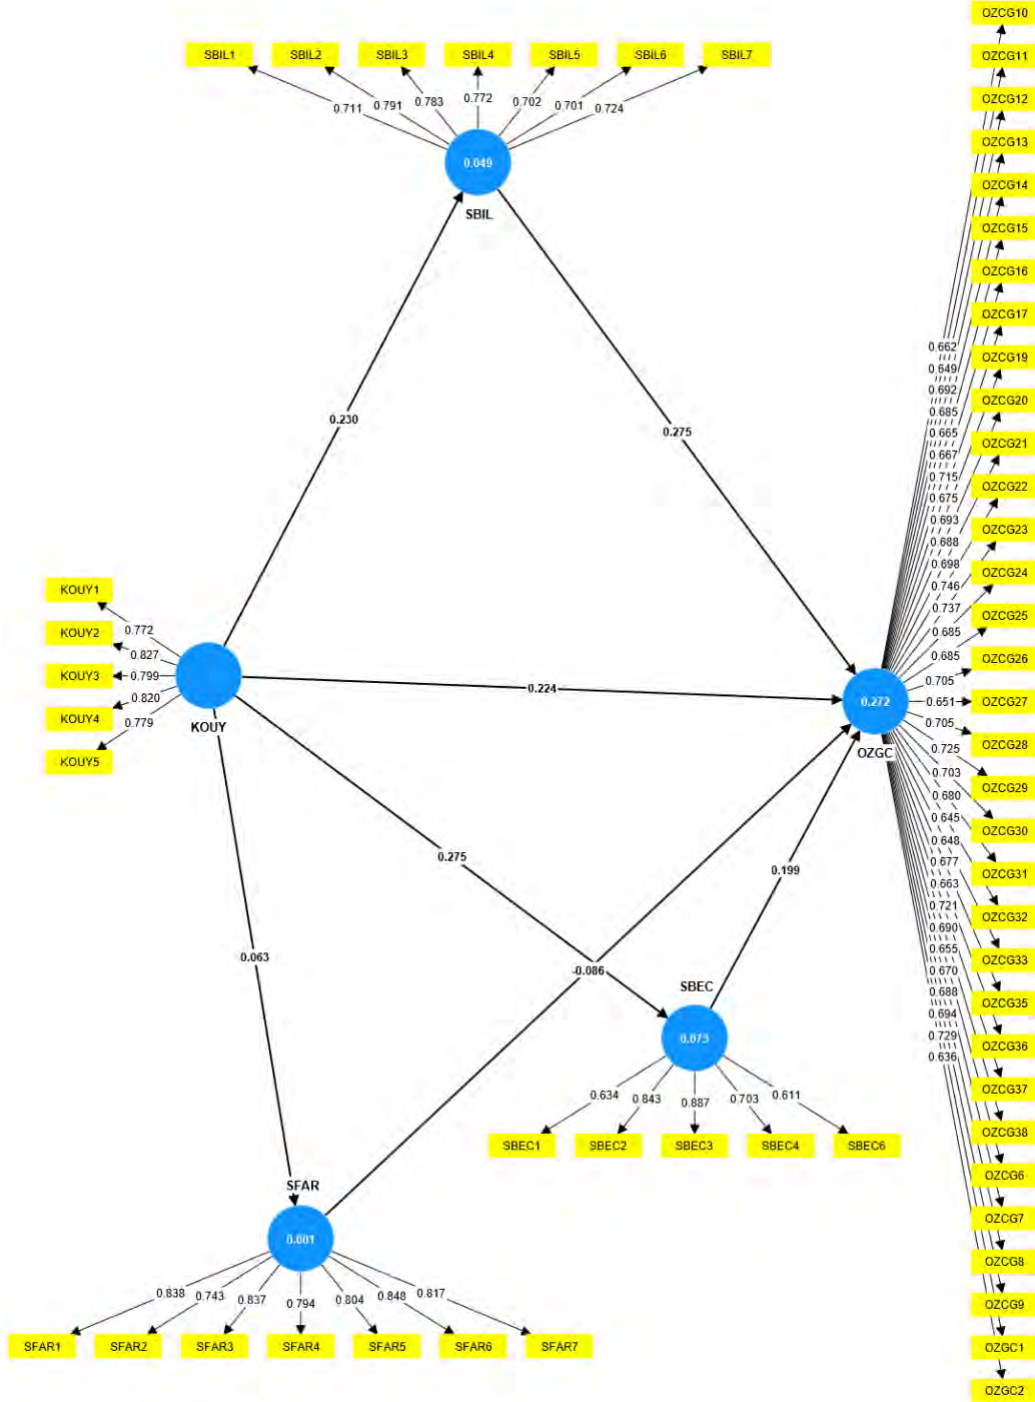 OZCG10
SBIL1 SBIL2 SBIL3 SBIL4 SBIL5 SBIL6 SBIL7
OZCG11
0.711 0.791 0.783 0.772 0.702 0.701 0.724
OZCG12
OZCG13
0.049
SBIL
OZCG14
OZCG15
OZCG16
OZCG17
OZCG19
OZCG20
OZCG21
OZCG22
OZCG23
OZCG24
OZCG25
OZCG26
OZCG27
OZCG28
OZCG29
OZCG30
OZCG31
OZCG32
OZCG33
OZCG35
OZCG36
OZCG37
OZCG38
OZCG6
OZCG7
OZCG8
OZCG9
OZGC1
OZGC2
0.662
0.649
0.692
0.685
0.665
0.667
0.715
0.675
0.693
0.688
0.698
0.746
0.737
0.685
0.685
0.705
0.651
0.705
0.725
0.703
0.680
0.645
0.648
0.677
0.663
0.721
0.690
0.655
0.670
0.688
0.694
0.729
0.636
0.230
0.275
KOUY1
KOUY2
KOUY3
KOUY4
KOUY5
0.772
0.827
0.799
0.820
0.779
KOUY
0.224
0.272
OZGC
0.275
0.199
0.063
-0.086
SBEC
0.073
0.634 0.843 0.887 0.703 0.611
SBEC1 SBEC2 SBEC3 SBEC4 SBEC6
SFAR
0.001
0.838 0.743 0.837 0.794 0.804 0.848 0.817
SFAR1 SFAR2 SFAR3 SFAR4 SFAR5 SFAR6 SFAR7